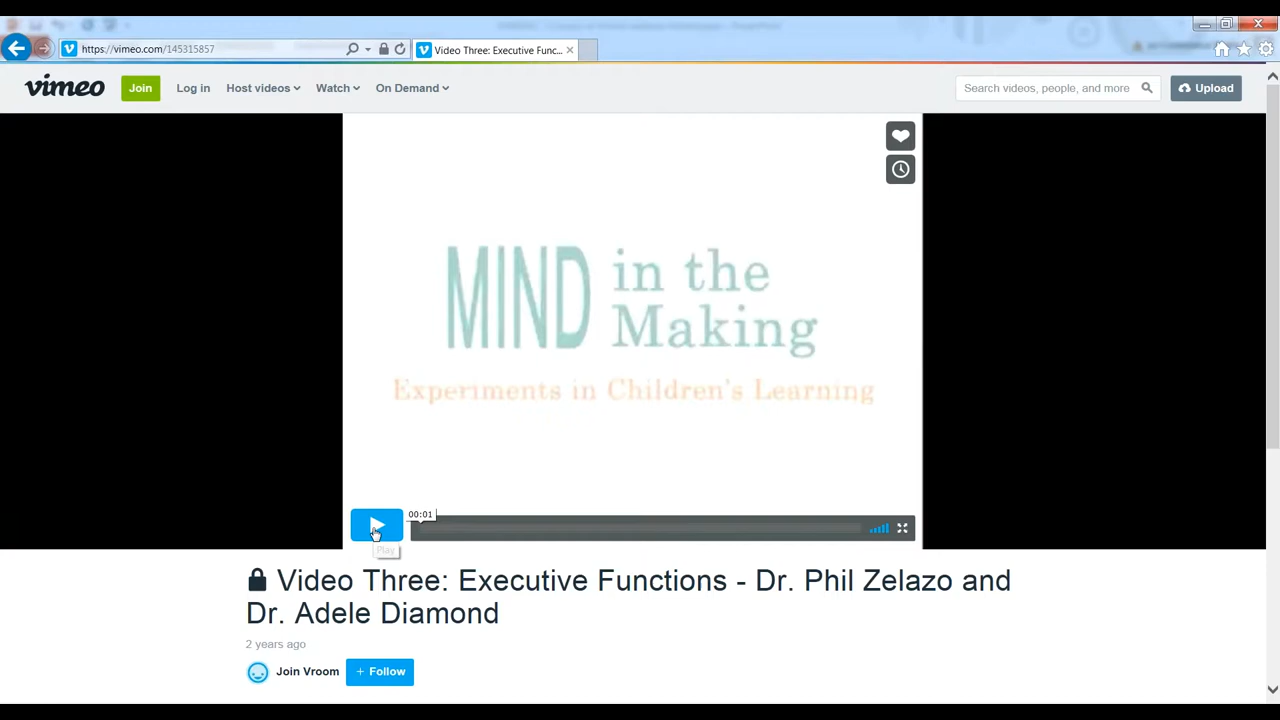 https://vimeo.com/145315857
Video Three: Executive Func...
vimeo Join Log in Host videos Watch On Demand Search videos, people, and more Upload
MIND in the
Making
Experiments in Children's Learning
00:01
Play
Video Three: Executive Functions - Dr. Phil Zelazo and
Dr. Adele Diamond
2 years ago
Join Vroom + Follow